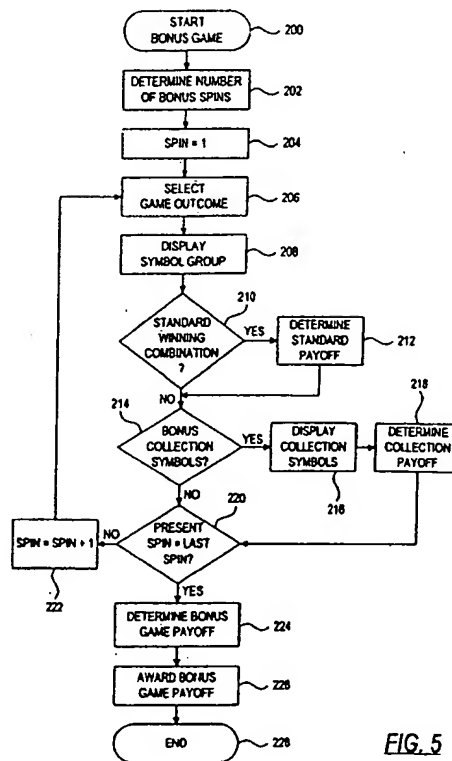 START
BONUS GAME
200
DETERMINE NUMBER
OF BONUS SPINS
202
SPIN = 1
204
SELECT
GAME OUTCOME
206
DISPLAY
SYMBOL GROUP
208
210
STANDARD
WINNING
COMBINATION
?
YES
DETERMINE
STANDARD
PAYOFF
212
NO
214
BONUS
COLLECTION
SYMBOLS?
YES
DISPLAY
COLLECTION
SYMBOLS
216
218
DETERMINE
COLLECTION
PAYOFF
NO
220
PRESENT
SPIN = LAST
SPIN?
NO
SPIN = SPIN + 1
222
YES
DETERMINE BONUS
GAME PAYOFF
224
AWARD BONUS
GAME PAYOFF
226
END
228
FIG. 5